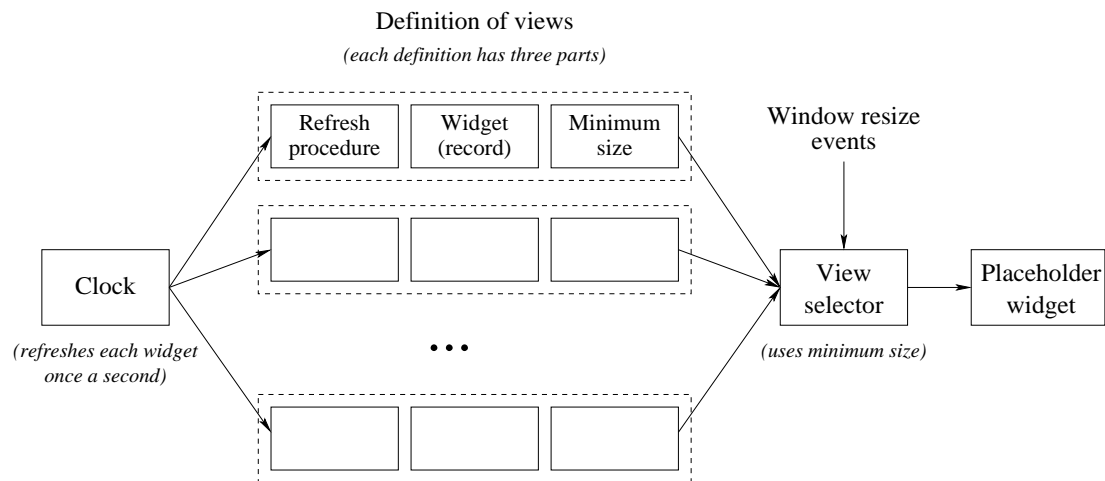 Definition of views
(each definition has three parts)
Refresh
procedure
Widget
(record)
Minimum
size
Window resize
events
Clock
(refreshes each widget
once a second)
...
View
selector
(uses minimum size)
Placeholder
widget